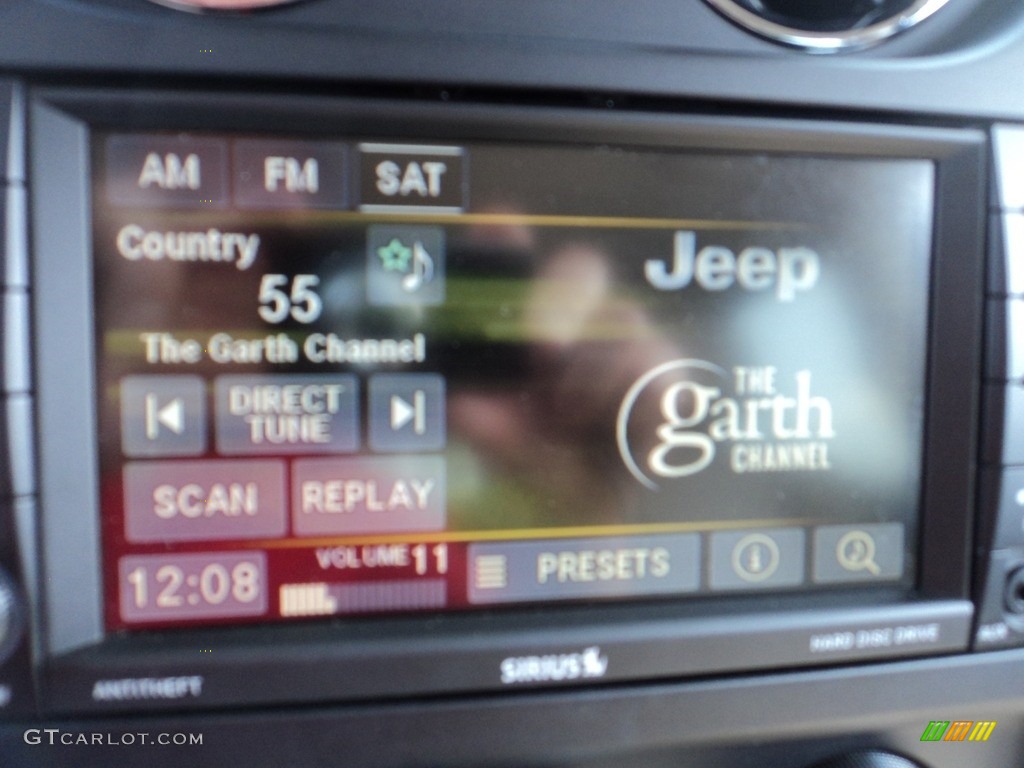 AM FM SAT
Country
55
The Garth Channel
Jeep
DIRECT
TUNE
THE
garth
CHANNEL
SCAN REPLAY
12:08
VOLUME 11
PRESETS
i
HARD DISC DRIVE
SIRIUS
ANTITHEFT
AUX
GTCARLOT.COM